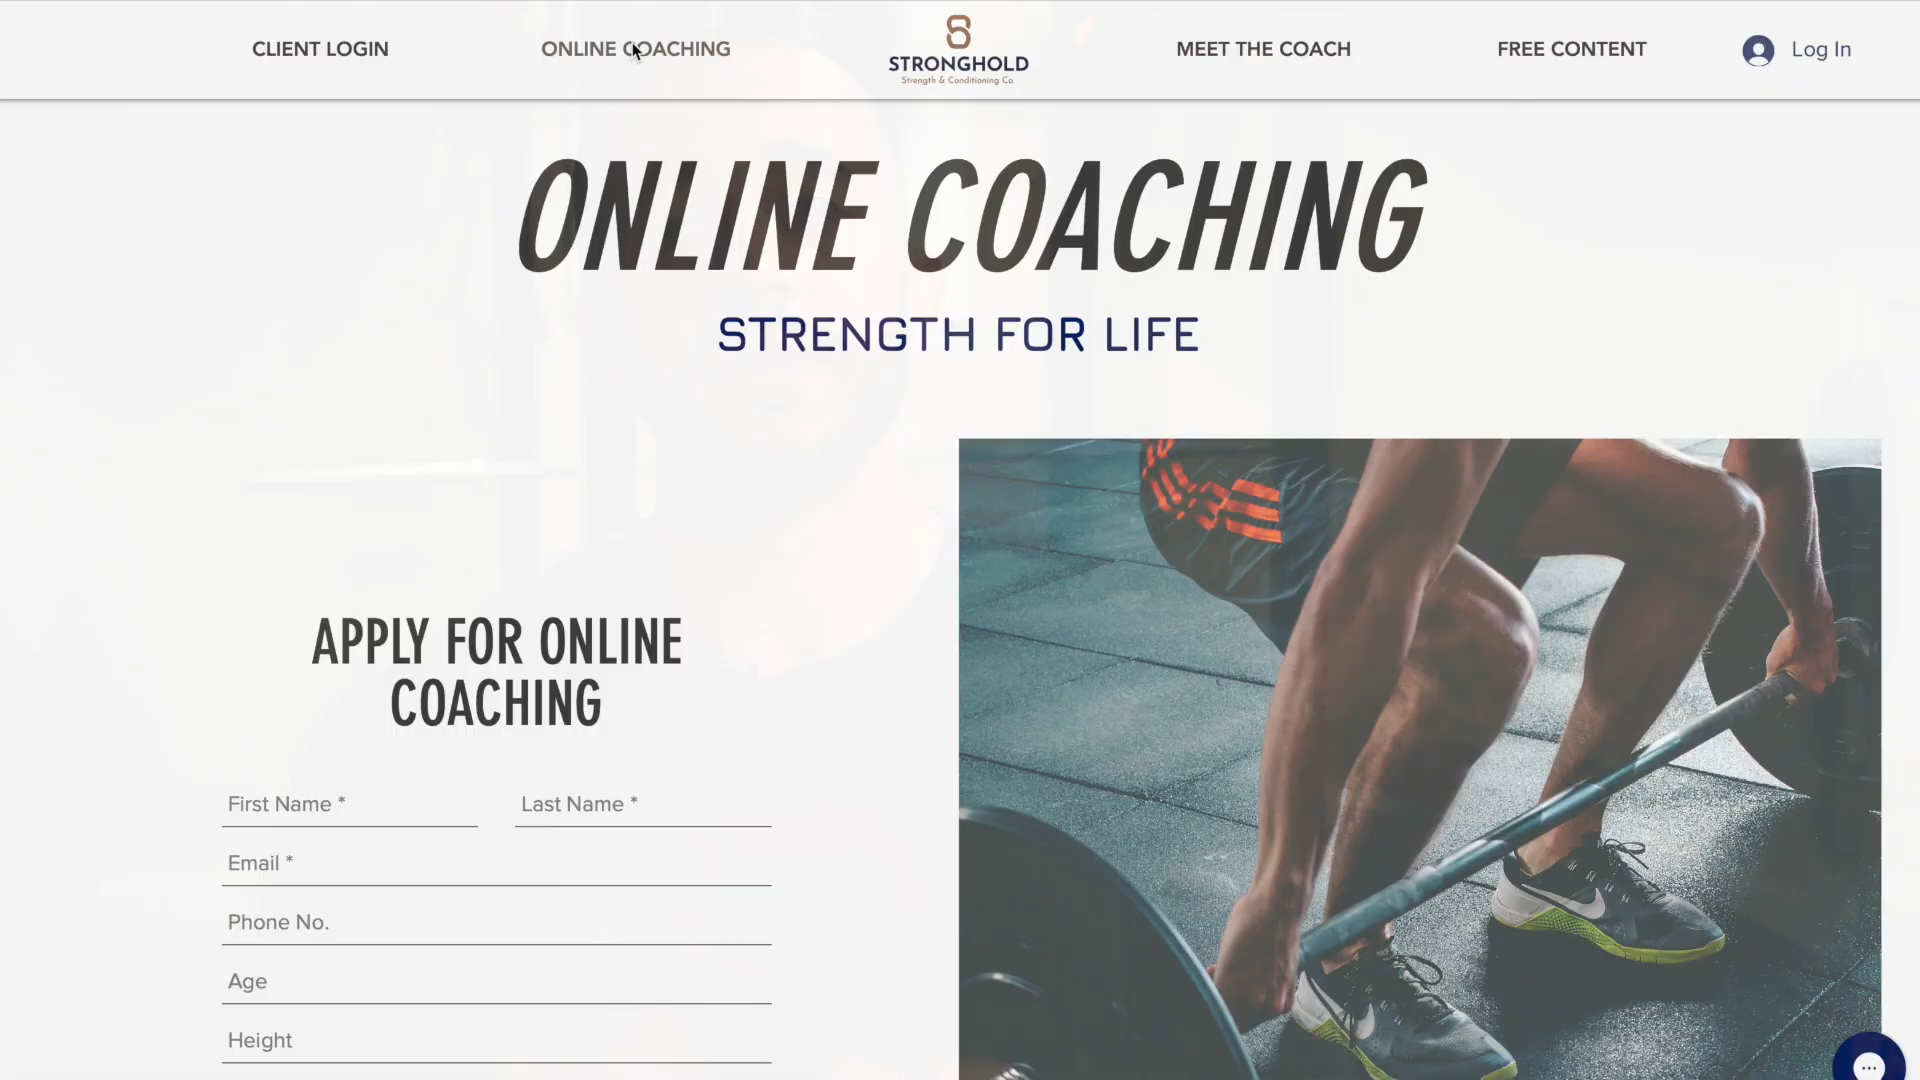 CLIENT LOGIN
ONLINE COACHING
STRONGHOLD
Strength & Conditioning Co.
MEET THE COACH
FREE CONTENT
Log In
ONLINE COACHING
STRENGTH FOR LIFE
APPLY FOR ONLINE
COACHING
First Name *
Last Name *
Email *
Phone No.
Age
Height